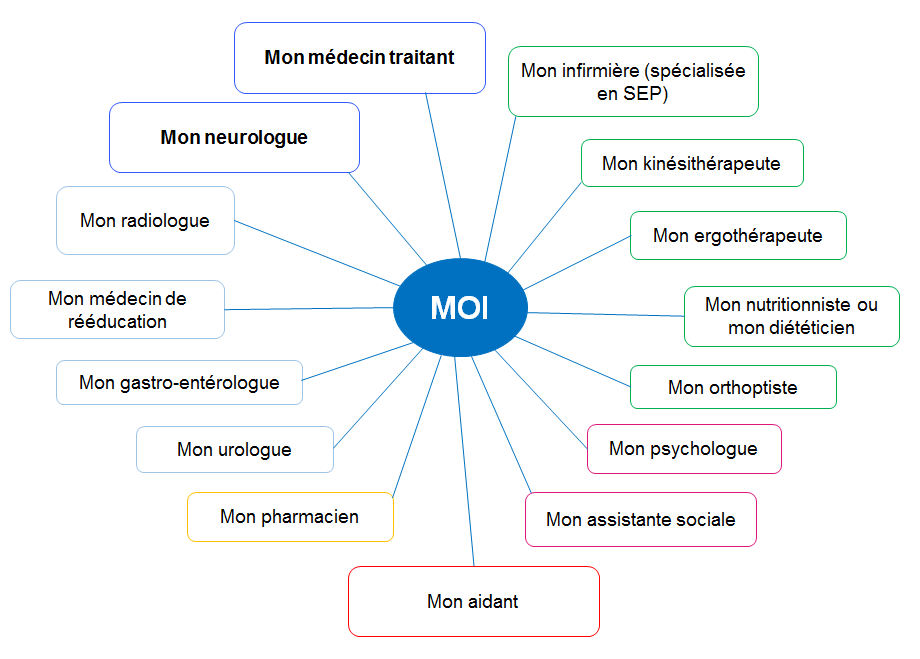 Mon médecin traitant
Mon infirmière (spécialisée
en SEP)
Mon neurologue
Mon kinésithérapeute
Mon radiologue
Mon ergothérapeute
Mon médecin de
rééducation
MOI
Mon nutritionniste ou
mon diététicien
Mon gastro-entérologue
Mon orthoptiste
Mon urologue
Mon psychologue
Mon pharmacien
Mon assistante sociale
Mon aidant